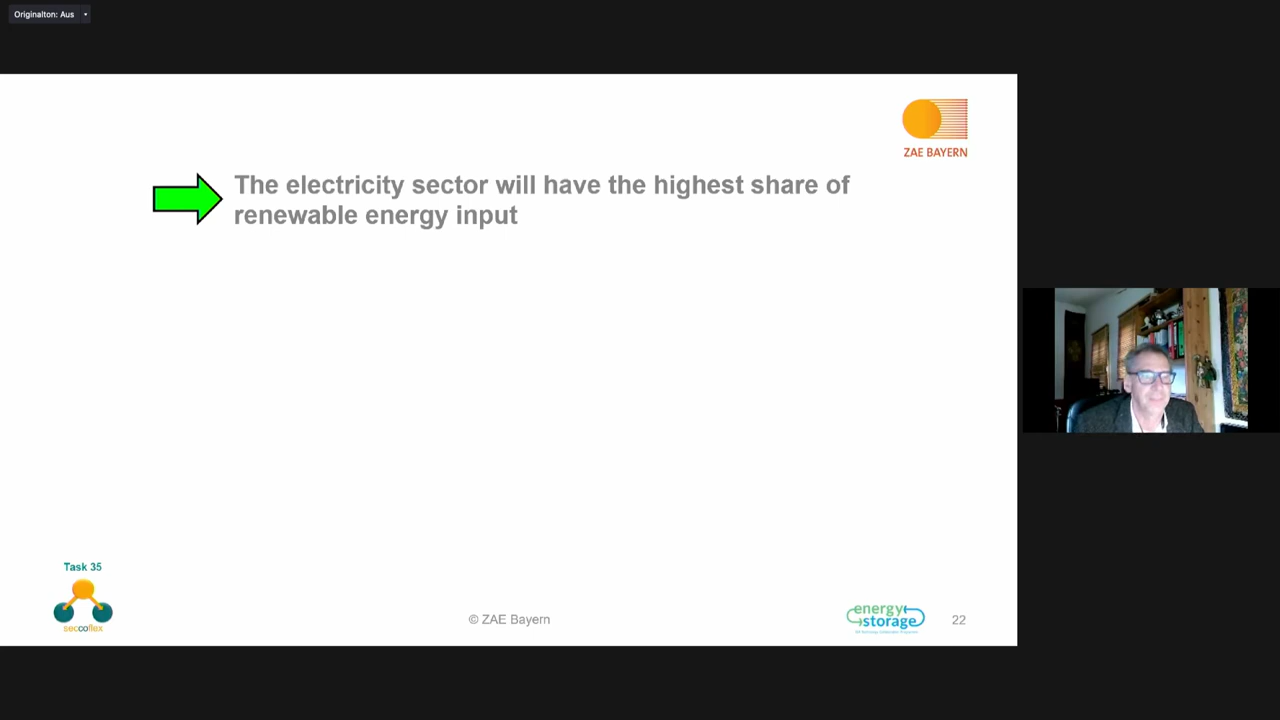 Originalton: Aus
ZAE BAYERN
The electricity sector will have the highest share of
renewable energy input
Task 35
seccoflex
© ZAE Bayern
energy
storage
22